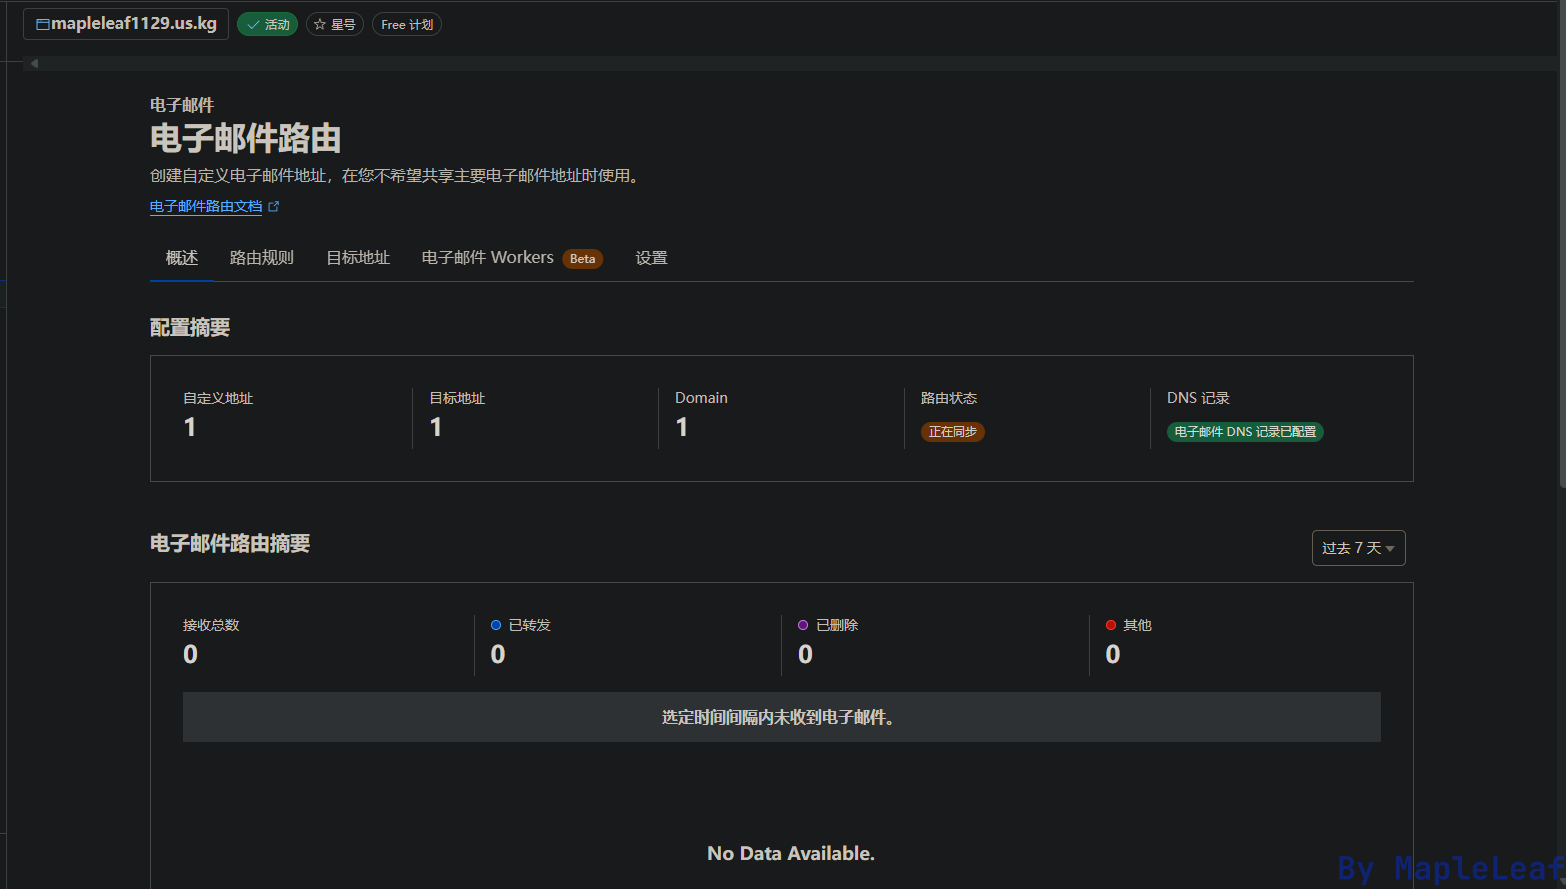 mapleleaf1129.us.kg
活动
星号
Free 计划
电子邮件
电子邮件路由
创建自定义电子邮件地址，在您不希望共享主要电子邮件地址时使用。
电子邮件路由文档
概述
路由规则
目标地址
电子邮件 Workers Beta
设置
配置摘要
自定义地址
1
目标地址
1
Domain
1
路由状态
正在同步
DNS 记录
电子邮件 DNS 记录已配置
电子邮件路由摘要
过去 7 天
接收总数
0
已转发
0
已删除
0
其他
0
选定时间间隔内未收到电子邮件。
No Data Available.
By MapleLeaf